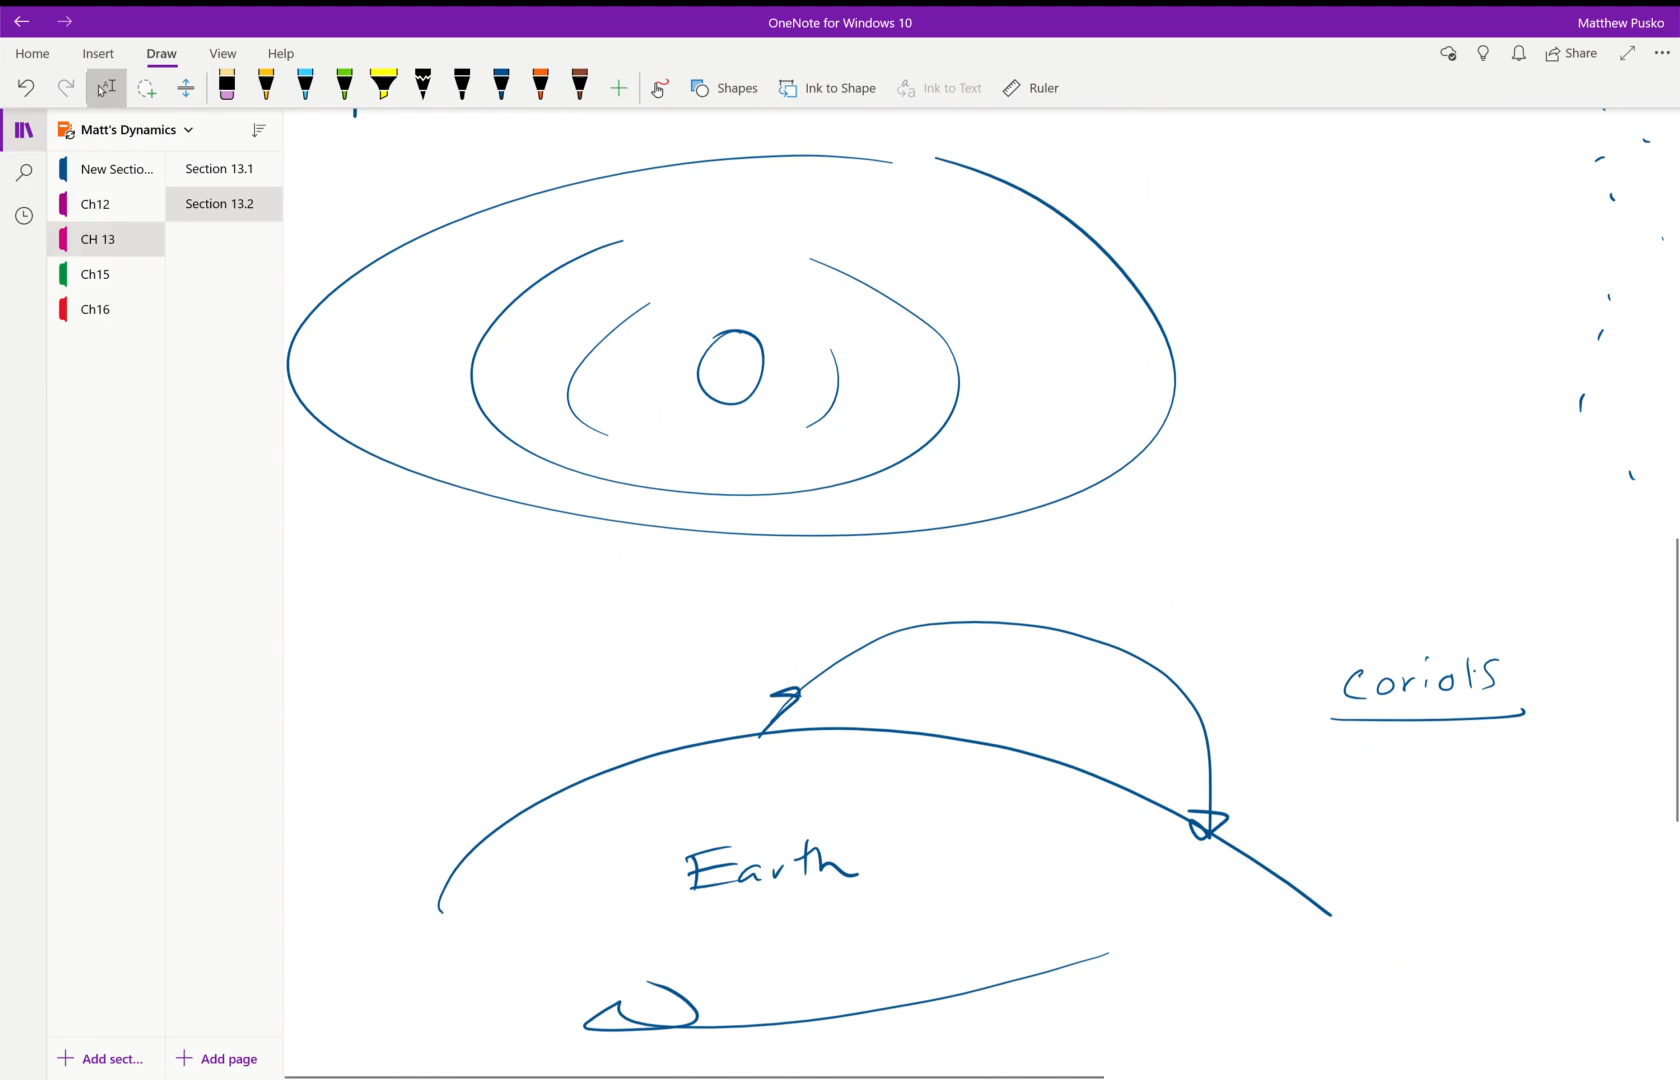 OneNote for Windows 10
Matthew Pusko
Home Insert Draw View Help
Share
Shapes
Ink to Shape
Ink to Text
Ruler
Matt's Dynamics
New Sectio...
Ch12
CH 13
Ch15
Ch16
Section 13.1
Section 13.2
Coriolis
Earth
Add sect...
Add page